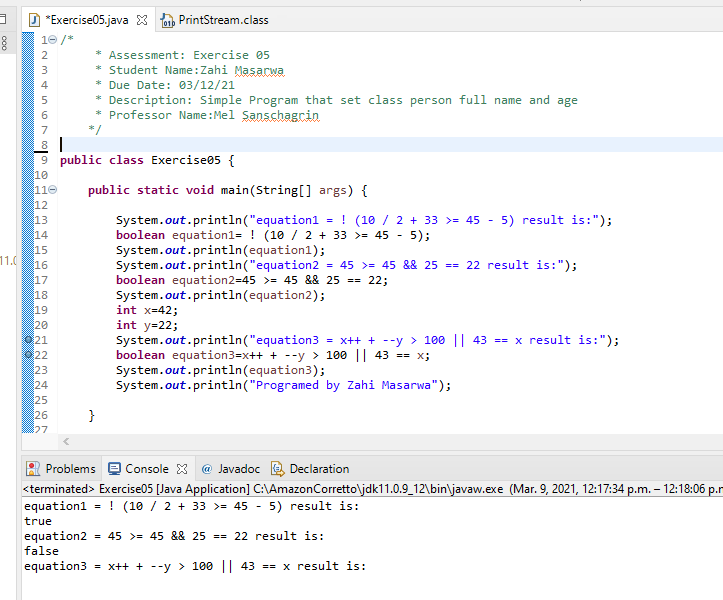 *Exercise05.java PrintStream.class
1 /*
2 * Assessment: Exercise 05
3 * Student Name:Zahi Masarwa
4 * Due Date: 03/12/21
5 * Description: Simple Program that set class person full name and age
6 * Professor Name:Mel Sanschagrin
7 */
8
9 public class Exercise05 {
10
11 public static void main(String[] args) {
12
13 System.out.println("equation1 = ! (10 / 2 + 33 >= 45 - 5) result is:");
14 boolean equation1= ! (10 / 2 + 33 >= 45 - 5);
15 System.out.println(equation1);
16 System.out.println("equation2 = 45 >= 45 && 25 == 22 result is:");
17 boolean equation2=45 >= 45 && 25 == 22;
18 System.out.println(equation2);
19 int x=42;
20 int y=22;
21 System.out.println("equation3 = x++ + --y > 100 || 43 == x result is:");
22 boolean equation3=x++ + --y > 100 || 43 == x;
23 System.out.println(equation3);
24 System.out.println("Programed by Zahi Masarwa");
25
26 }
27
Problems Console Javadoc Declaration
<terminated> Exercise05 [Java Application] C:\AmazonCorretto\jdk11.0.9_12\bin\javaw.exe (Mar. 9, 2021, 12:17:34 p.m. – 12:18:06 p.m
equation1 = ! (10 / 2 + 33 >= 45 - 5) result is:
true
equation2 = 45 >= 45 && 25 == 22 result is:
false
equation3 = x++ + --y > 100 || 43 == x result is: